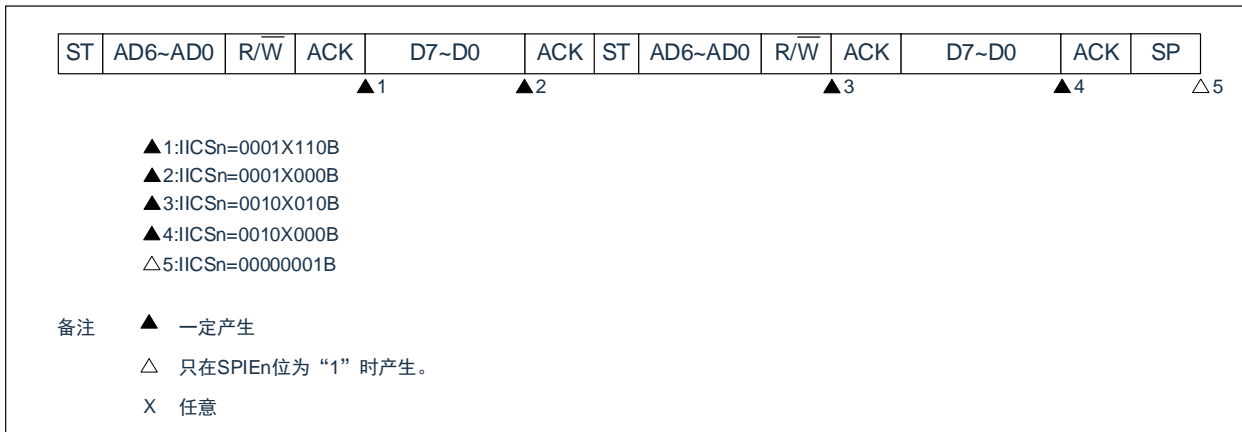 ST AD6~AD0 R/W̅ ACK D7~D0 ACK ST AD6~AD0 R/W̅ ACK D7~D0 ACK SP
▲1 ▲2 ▲3 ▲4 △5
▲1:IICSn=0001X110B
▲2:IICSn=0001X000B
▲3:IICSn=0010X010B
▲4:IICSn=0010X000B
△5:IICSn=00000001B
备注 ▲ 一定产生
△ 只在SPIEn位为“1”时产生。
X 任意